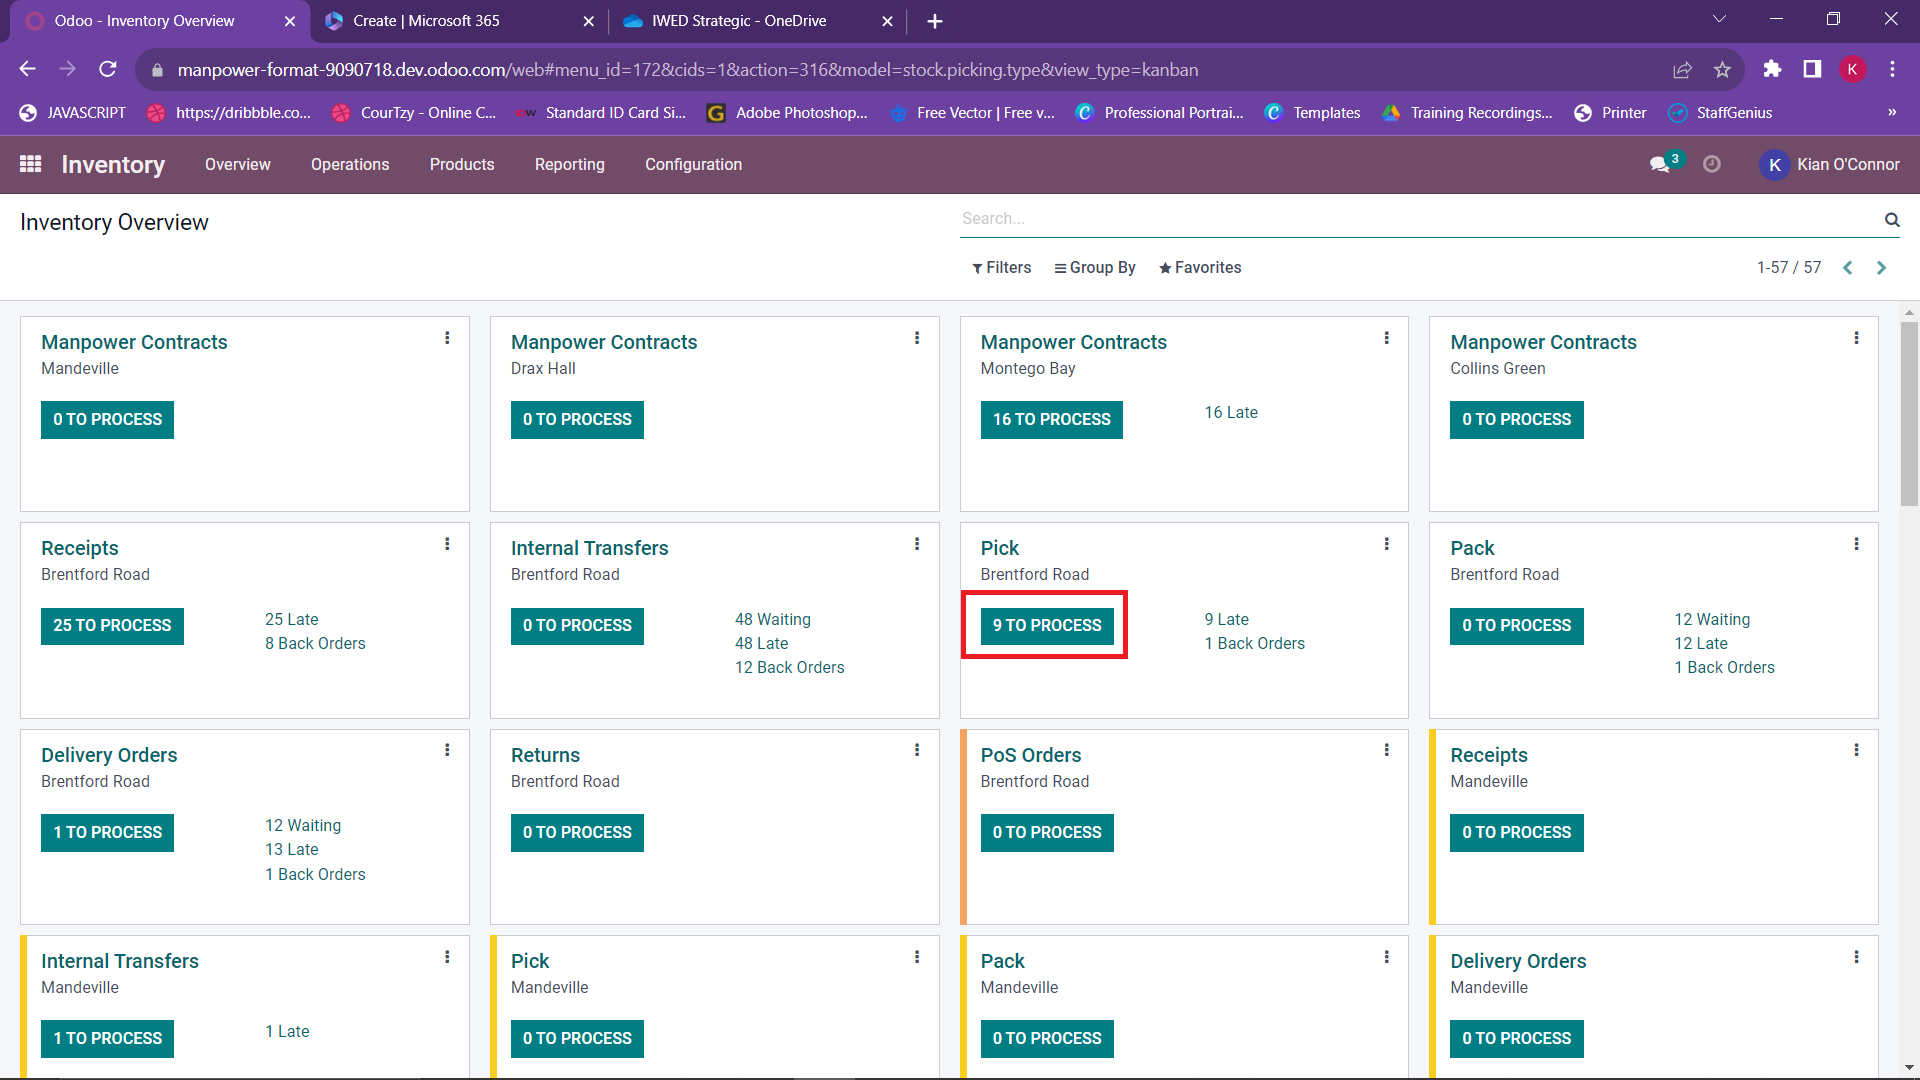 Odoo - Inventory Overview
Create | Microsoft 365
IWED Strategic - OneDrive
manpower-format-9090718.dev.odoo.com/web#menu_id=172&cids=1&action=316&model=stock.picking.type&view_type=kanban
K
JAVASCRIPT
https://dribbble.co...
CourTzy - Online C...
Standard ID Card Si...
Adobe Photoshop...
Free Vector | Free v...
Professional Portrai...
Templates
Training Recordings...
Printer
StaffGenius
»
Inventory
Overview
Operations
Products
Reporting
Configuration
3
K
Kian O'Connor
Inventory Overview
Search...
Filters
Group By
Favorites
1-57 / 57
Manpower Contracts
Mandeville
0 TO PROCESS
Manpower Contracts
Drax Hall
0 TO PROCESS
Manpower Contracts
Montego Bay
16 TO PROCESS
16 Late
Manpower Contracts
Collins Green
0 TO PROCESS
Receipts
Brentford Road
25 TO PROCESS
25 Late
8 Back Orders
Internal Transfers
Brentford Road
0 TO PROCESS
48 Waiting
48 Late
12 Back Orders
Pick
Brentford Road
9 TO PROCESS
9 Late
1 Back Orders
Pack
Brentford Road
0 TO PROCESS
12 Waiting
12 Late
1 Back Orders
Delivery Orders
Brentford Road
1 TO PROCESS
12 Waiting
13 Late
1 Back Orders
Returns
Brentford Road
0 TO PROCESS
PoS Orders
Brentford Road
0 TO PROCESS
Receipts
Mandeville
0 TO PROCESS
Internal Transfers
Mandeville
1 TO PROCESS
1 Late
Pick
Mandeville
0 TO PROCESS
Pack
Mandeville
0 TO PROCESS
Delivery Orders
Mandeville
0 TO PROCESS